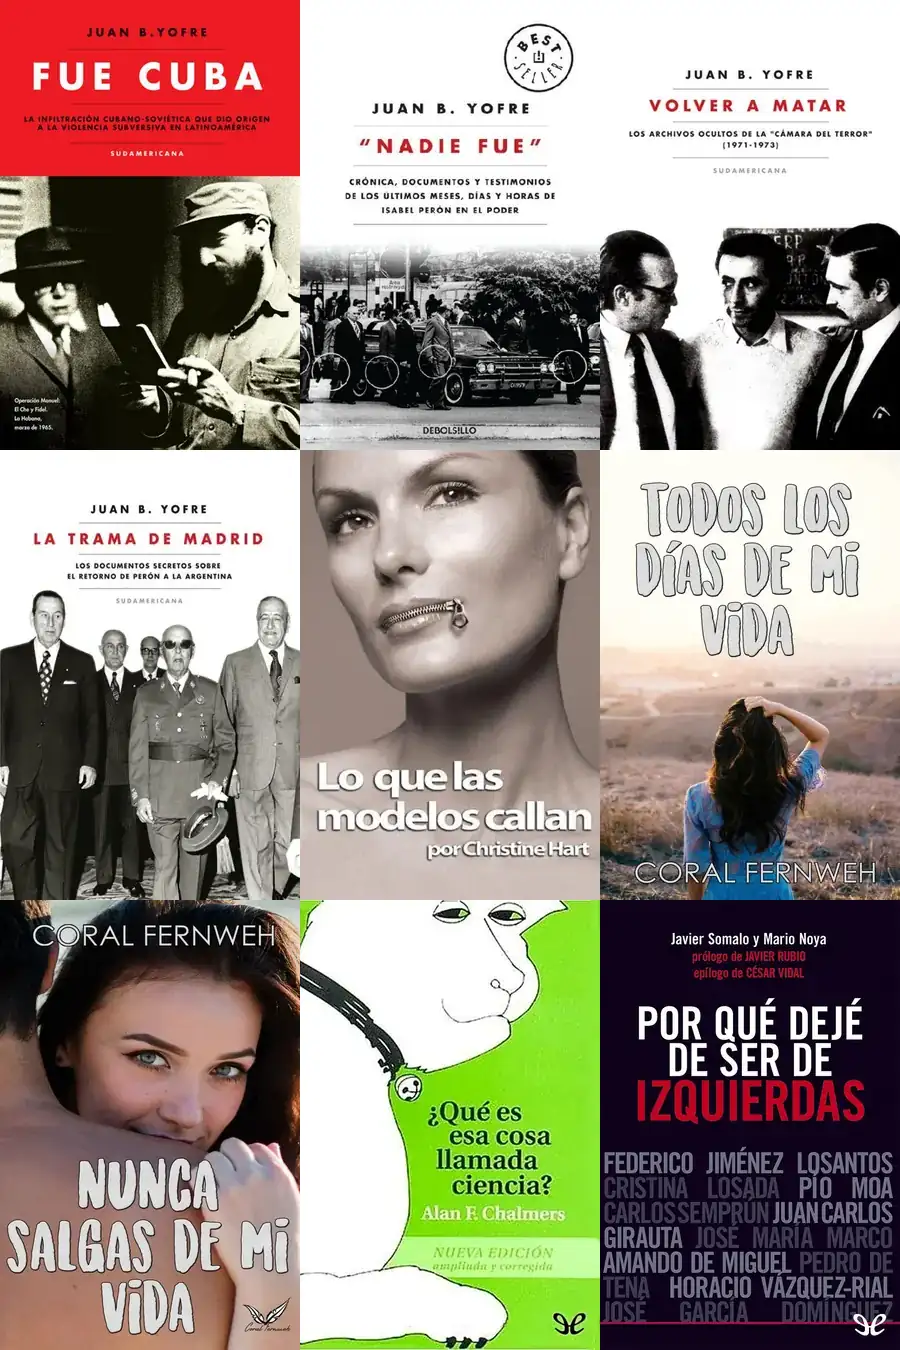 JUAN B.YOFRE
FUE CUBA
LA INFILTRACIÓN CUBANO-SOVIÉTICA QUE DIO ORIGEN
A LA VIOLENCIA SUBVERSIVA EN LATINOAMÉRICA
SUDAMERICANA
Operación Manuel:
El Che y Fidel.
La Habana,
marzo de 1965.
BEST
SELLER
JUAN B. YOFRE
“NADIE FUE”
CRÓNICA, DOCUMENTOS Y TESTIMONIOS
DE LOS ÚLTIMOS MESES, DÍAS Y HORAS DE
ISABEL PERÓN EN EL PODER
DEBOLSILLO
JUAN B. YOFRE
VOLVER A MATAR
LOS ARCHIVOS OCULTOS DE LA "CÁMARA DEL TERROR"
(1971-1973)
SUDAMERICANA
ERP
JUAN B. YOFRE
LA TRAMA DE MADRID
LOS DOCUMENTOS SECRETOS SOBRE
EL RETORNO DE PERÓN A LA ARGENTINA
SUDAMERICANA
Lo que las
modelos callan
por Christine Hart
TODOS LOS
DÍAS DE Mi
ViDA
CORAL FERNWEH
CORAL FERNWEH
NUNCA
SALGAS DE Mi
ViDA
Coral Fernweh
¿Qué es
esa cosa
llamada
ciencia?
Alan F. Chalmers
NUEVA EDICIÓN
ampliada y corregida
Javier Somalo y Mario Noya
prólogo de JAVIER RUBIO
epílogo de CÉSAR VIDAL
POR QUÉ DEJÉ
DE SER DE
IZQUIERDAS
FEDERICO JIMÉNEZ LOSANTOS
CRISTINA LOSADA PÍO MOA
CARLOS SEMPRÚN JUAN CARLOS
GIRAUTA JOSÉ MARÍA MARCO
AMANDO DE MIGUEL PEDRO DE
TENA HORACIO VÁZQUEZ-RIAL
JOSÉ GARCÍA DOMÍNGUEZ